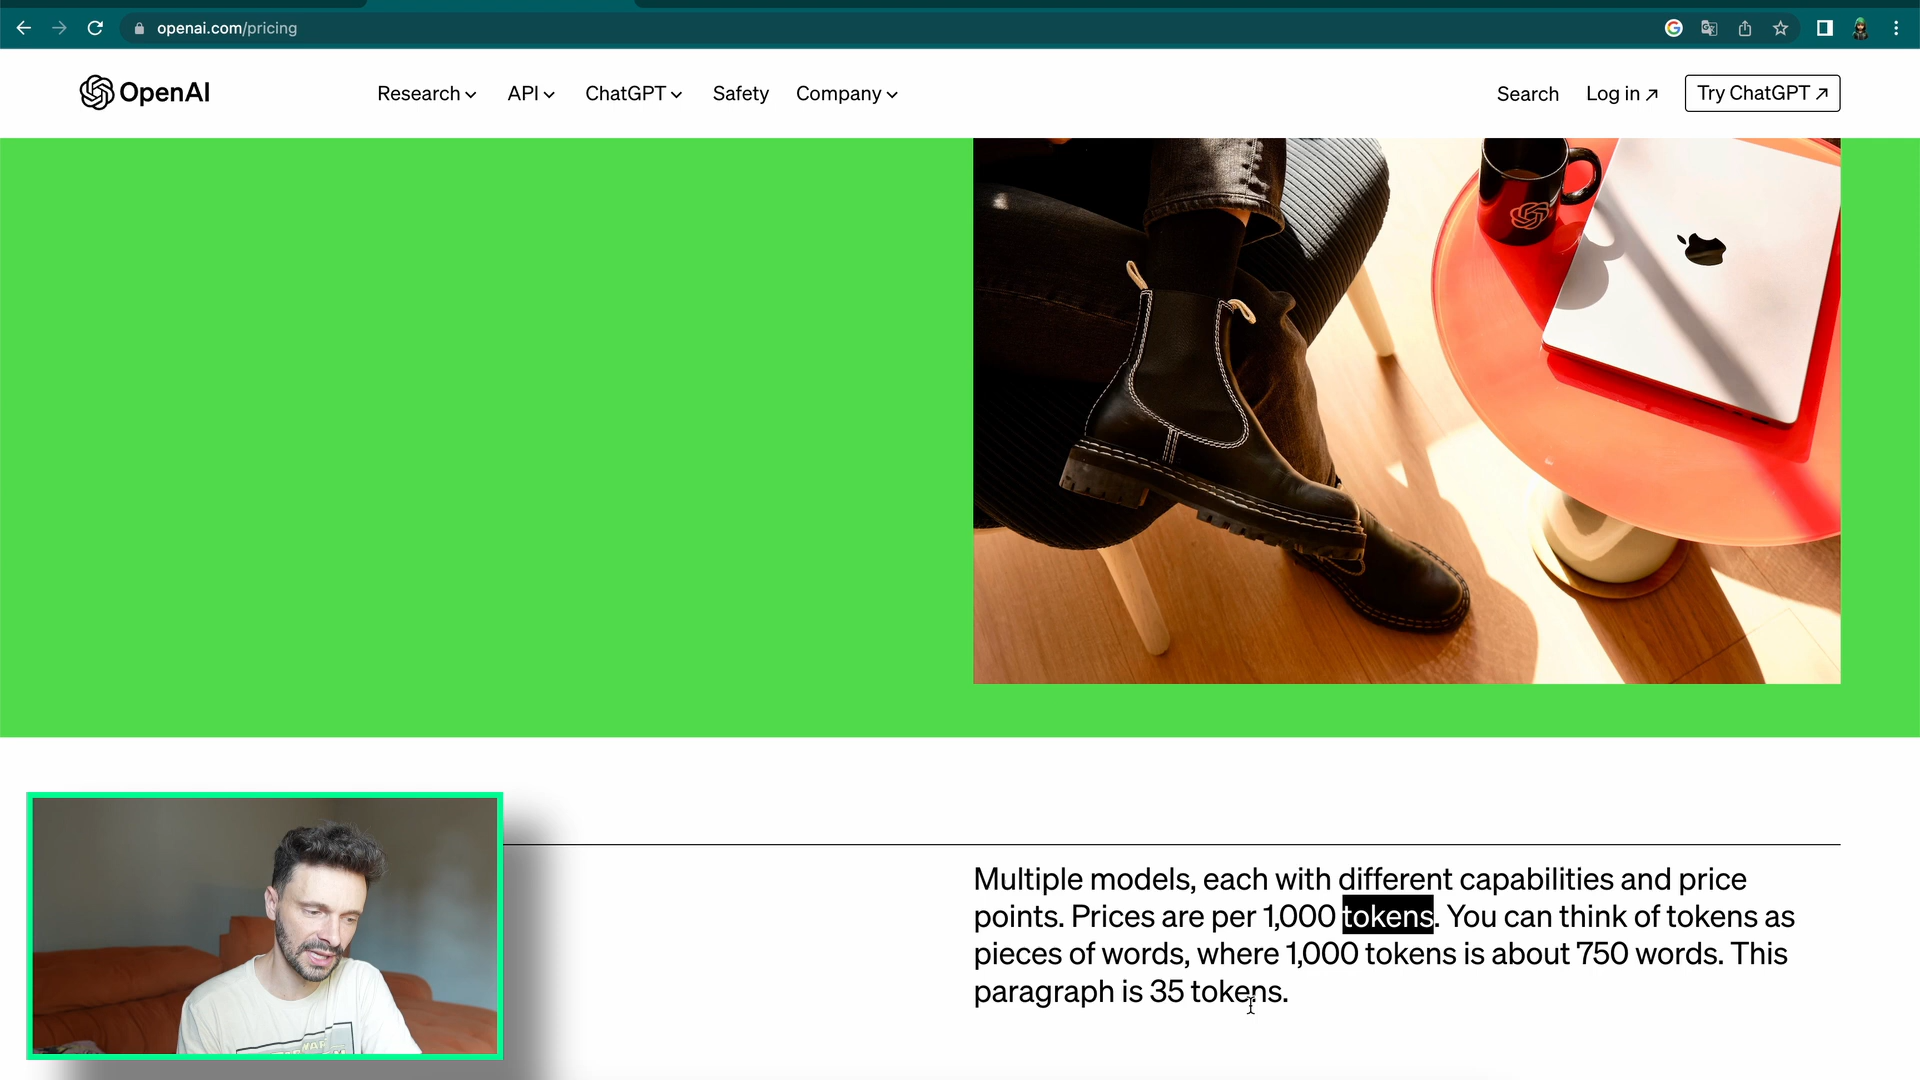 openai.com/pricing
OpenAI Research API ChatGPT Safety Company Search Log in ↗ Try ChatGPT ↗
Multiple models, each with different capabilities and price
points. Prices are per 1,000 tokens. You can think of tokens as
pieces of words, where 1,000 tokens is about 750 words. This
paragraph is 35 tokens.